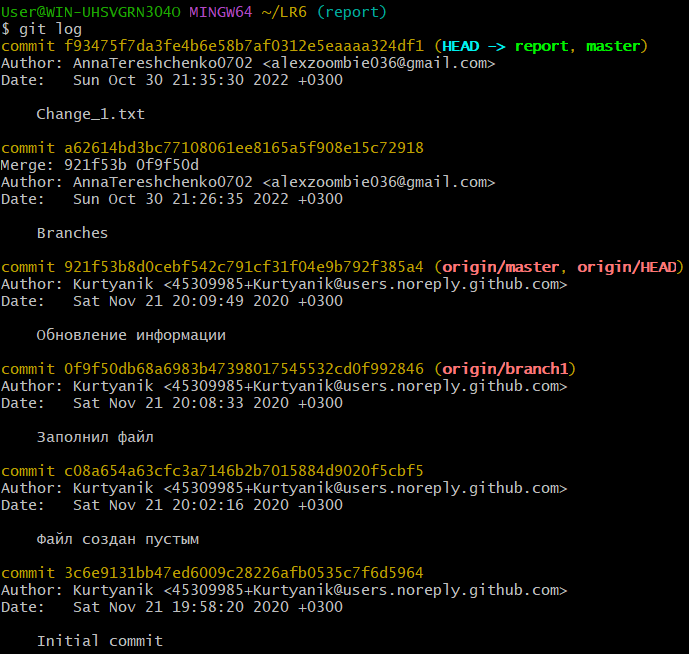 User@WIN-UHSVGRN304O MINGW64 ~/LR6 (report)
$ git log
commit f93475f7da3fe4b6e58b7af0312e5eaaaa324df1 (HEAD -> report, master)
Author: AnnaTereshchenko0702 <alexzoombie036@gmail.com>
Date:   Sun Oct 30 21:35:30 2022 +0300
    Change_1.txt
commit a62614bd3bc77108061ee8165a5f908e15c72918
Merge: 921f53b 0f9f50d
Author: AnnaTereshchenko0702 <alexzoombie036@gmail.com>
Date:   Sun Oct 30 21:26:35 2022 +0300
    Branches
commit 921f53b8d0cebf542c791cf31f04e9b792f385a4 (origin/master, origin/HEAD)
Author: Kurtyanik <45309985+Kurtyanik@users.noreply.github.com>
Date:   Sat Nov 21 20:09:49 2020 +0300
    Обновление информации
commit 0f9f50db68a6983b47398017545532cd0f992846 (origin/branch1)
Author: Kurtyanik <45309985+Kurtyanik@users.noreply.github.com>
Date:   Sat Nov 21 20:08:33 2020 +0300
    Заполнил файл
commit c08a654a63cfc3a7146b2b7015884d9020f5cbf5
Author: Kurtyanik <45309985+Kurtyanik@users.noreply.github.com>
Date:   Sat Nov 21 20:02:16 2020 +0300
    Файл создан пустым
commit 3c6e9131bb47ed6009c28226afb0535c7f6d5964
Author: Kurtyanik <45309985+Kurtyanik@users.noreply.github.com>
Date:   Sat Nov 21 19:58:20 2020 +0300
    Initial commit